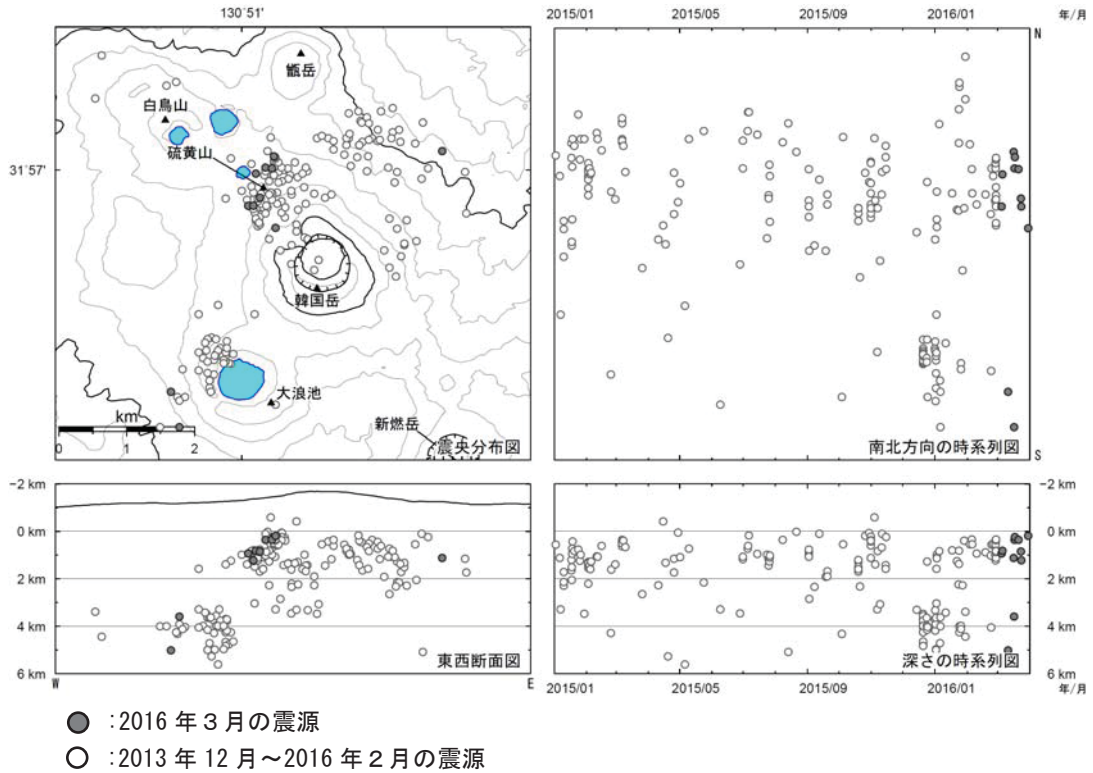 130°51'
31°57'
甑岳
白鳥山
硫黄山
韓国岳
大浪池
新燃岳
km
0 1 2
震央分布図
2015/01 2015/05 2015/09 2016/01 年/月
N
S
南北方向の時系列図
-2 km
0 km
2 km
4 km
6 km
W E
東西断面図
-2 km
0 km
2 km
4 km
6 km
深さの時系列図
2015/01 2015/05 2015/09 2016/01 年/月
:2016 年３月の震源
:2013 年 12 月～2016 年２月の震源